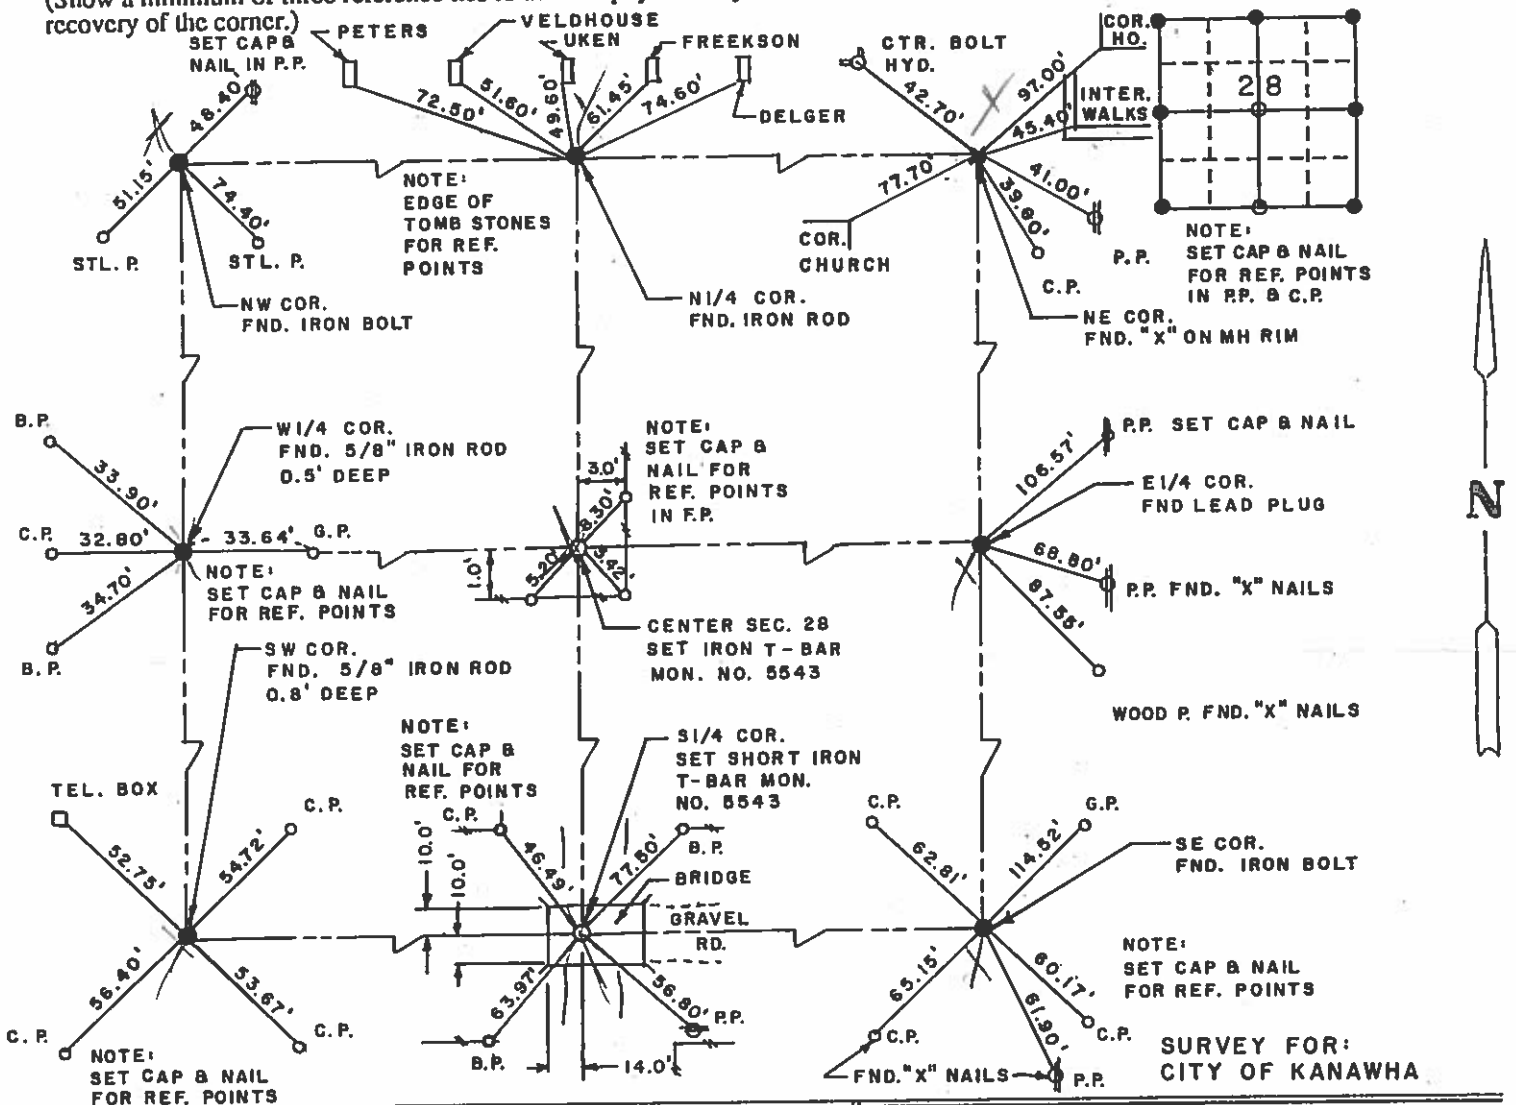 recovery of the corner.)
SET CAP &
NAIL IN P.P.
48.40'
51.15'
74.40'
STL. P.
STL. P.
NW COR.
FND. IRON BOLT
PETERS
VELDHOUSE
UKEN
FREEKSON
DELGER
72.50'
51.60'
49.60'
61.45'
74.60'
NOTE:
EDGE OF
TOMB STONES
FOR REF.
POINTS
N1/4 COR.
FND. IRON ROD
CTR. BOLT
HYD.
42.70'
97.00'
COR.
HO.
INTER.
WALKS
45.40'
77.70'
41.00'
39.60'
COR.
CHURCH
P.P.
C.P.
NE COR.
FND. "X" ON MH RIM
28
NOTE:
SET CAP & NAIL
FOR REF. POINTS
IN P.P. & C.P.
N
B.P.
33.90'
C.P.
32.80'
33.64'
G.P.
34.70'
B.P.
W1/4 COR.
FND. 5/8" IRON ROD
0.5' DEEP
NOTE:
SET CAP & NAIL
FOR REF. POINTS
NOTE:
SET CAP &
NAIL FOR
REF. POINTS
IN F.P.
3.0'
8.30'
1.0'
5.20'
3.42'
CENTER SEC. 28
SET IRON T-BAR
MON. NO. 5543
P.P. SET CAP & NAIL
106.57'
E1/4 COR.
FND LEAD PLUG
68.80'
87.55'
P.P. FND. "X" NAILS
WOOD P. FND. "X" NAILS
SW COR.
FND. 5/8" IRON ROD
0.8' DEEP
TEL. BOX
C.P.
52.75'
54.72'
56.40'
53.67'
C.P.
C.P.
NOTE:
SET CAP & NAIL
FOR REF. POINTS
NOTE:
SET CAP &
NAIL FOR
REF. POINTS
C.P.
S1/4 COR.
SET SHORT IRON
T-BAR MON.
NO. 5543
10.0'
10.0'
46.49'
77.50'
B.P.
BRIDGE
GRAVEL
RD.
63.97'
56.80'
P.P.
B.P.
14.0'
C.P.
G.P.
62.81'
114.52'
SE COR.
FND. IRON BOLT
65.15'
60.17'
61.90'
C.P.
C.P.
FND. "X" NAILS
P.P.
NOTE:
SET CAP & NAIL
FOR REF. POINTS
SURVEY FOR:
CITY OF KANAWHA